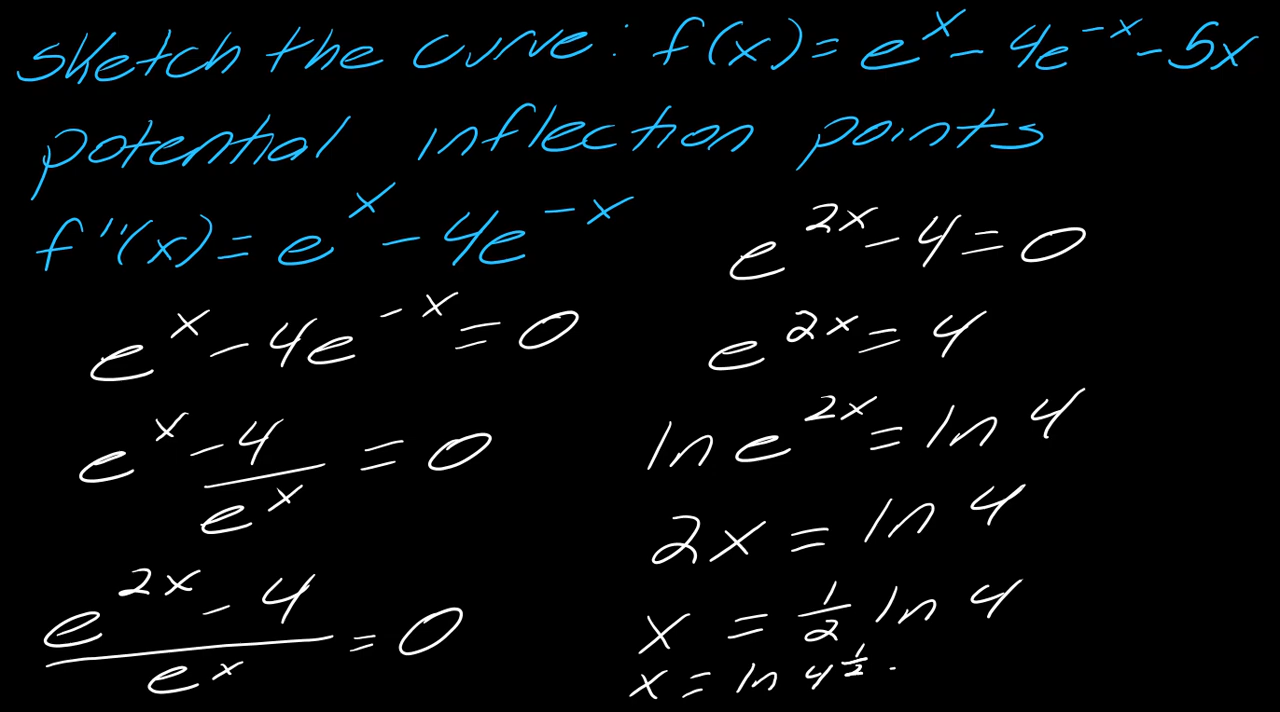 sketch the curve: f(x) = e^x - 4e^-x - 5x
potential inflection points
f''(x) = e^x - 4e^-x
e^x - 4e^-x = 0
e^x - 4/e^x = 0
(e^2x - 4)/e^x = 0
e^2x - 4 = 0
e^2x = 4
ln e^2x = ln 4
2x = ln 4
x = 1/2 ln 4
x = ln 4^1/2